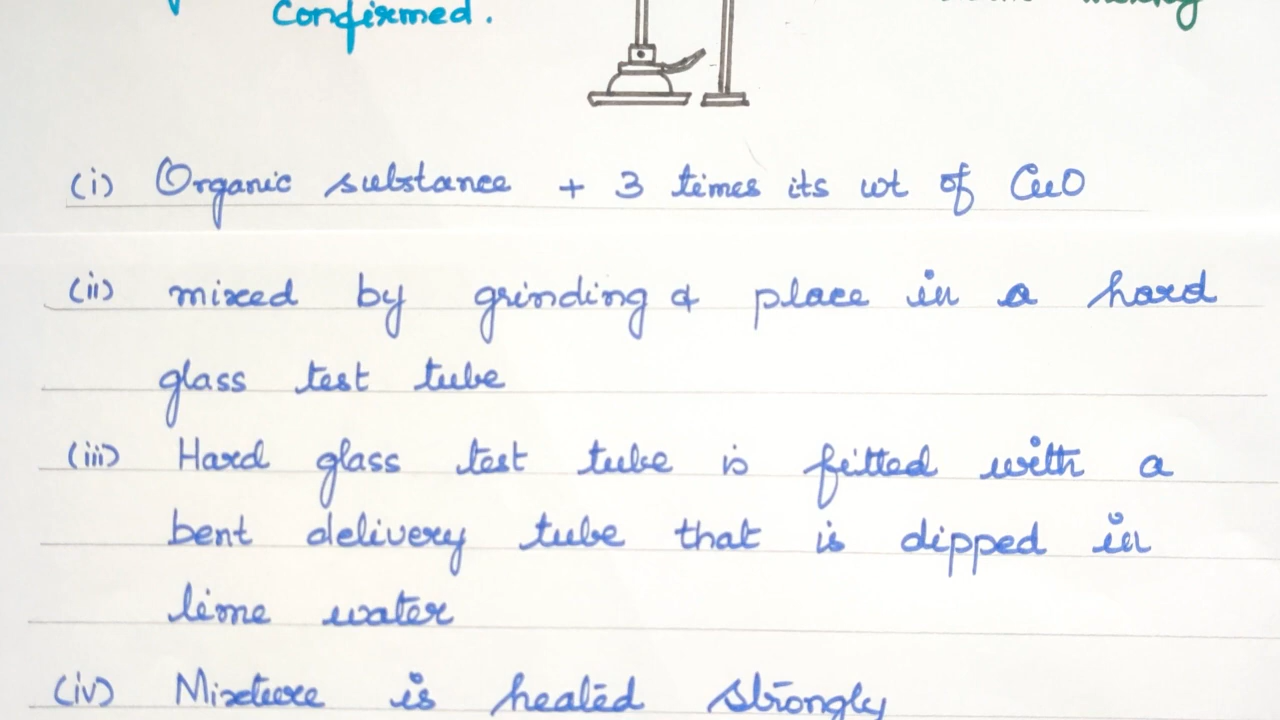 Confirmed.
(i) Organic substance + 3 times its wt of CuO
(ii) mixed by grinding & place in a hard
glass test tube
(iii) Hard glass test tube is fitted with a
bent delivery tube that is dipped in
lime water
(iv) Mixture is heated strongly